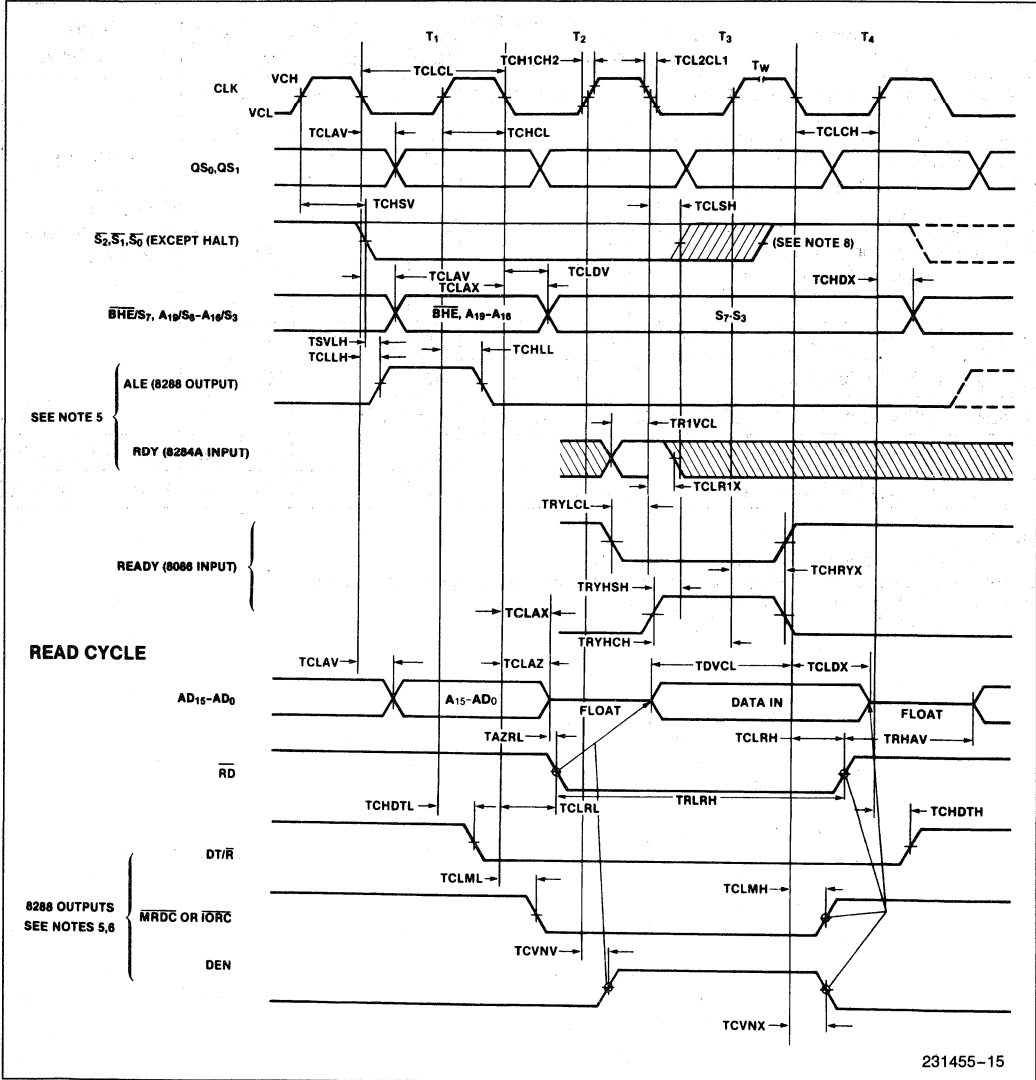 T1 T2 T3 T4
TCH1CH2 TCL2CL1
TCLCL TW
VCH
CLK
VCL
TCLAV TCHCL TCLCH
QS0,QS1
TCHSV TCLSH
S2,S1,S0 (EXCEPT HALT) (SEE NOTE 8)
TCLAV TCLDV
TCLAX TCHDX
BHE/S7, A19/S6-A16/S3 BHE, A19-A16 S7-S3
TSVLH
TCLLH TCHLL
ALE (8288 OUTPUT)
SEE NOTE 5
TR1VCL
RDY (8284A INPUT)
TCLR1X
TRYLCL
READY (8086 INPUT)
TCHRYX
TRYHSH
TCLAX
TRYHCH
READ CYCLE
TCLAV TCLAZ TDVCL TCLDX
AD15-AD0 A15-AD0 FLOAT DATA IN FLOAT
TAZRL TCLRH TRHAV
RD
TCHDTL TCLRL TRLRH TCHDTH
DT/R
TCLML TCLMH
8288 OUTPUTS
SEE NOTES 5,6
MRDC OR IORC
TCVNV
DEN
TCVNX
231455-15